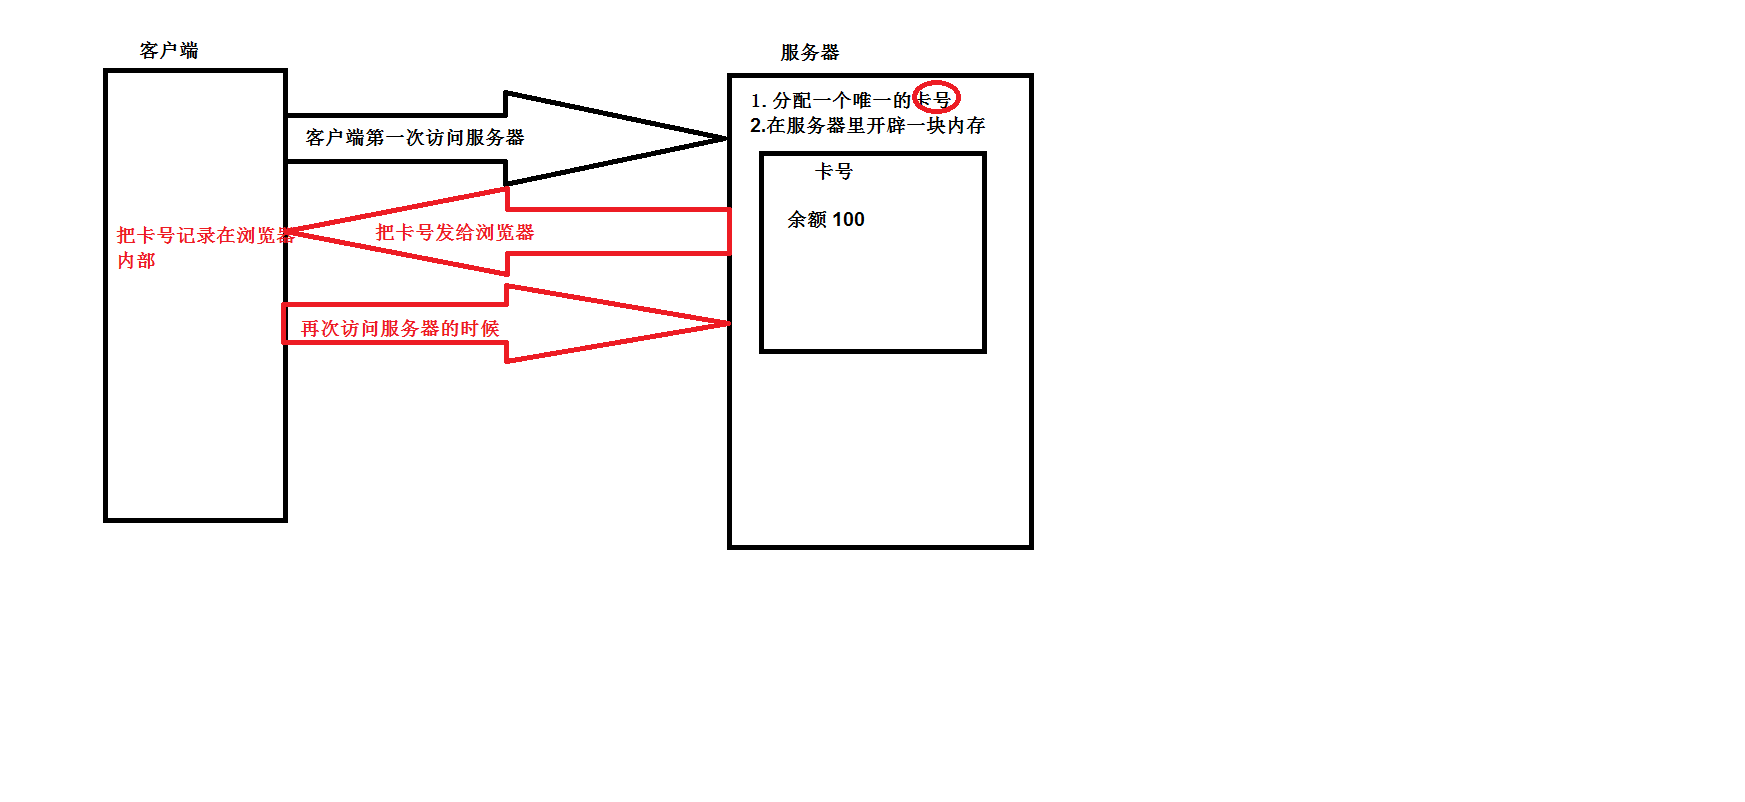 客户端
服务器
1. 分配一个唯一的卡号
2.在服务器里开辟一块内存
客户端第一次访问服务器
卡号
余额 100
把卡号发给浏览器
把卡号记录在浏览器
内部
再次访问服务器的时候